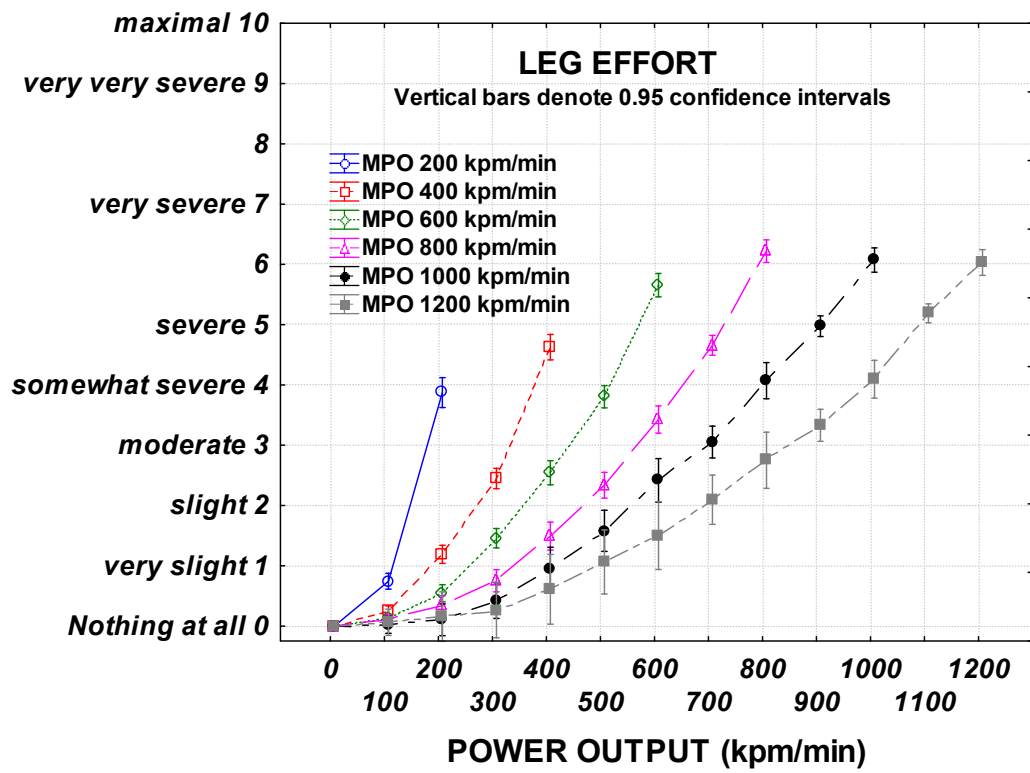 maximal 10
very very severe 9
8
very severe 7
6
severe 5
somewhat severe 4
moderate 3
slight 2
very slight 1
Nothing at all 0
LEG EFFORT
Vertical bars denote 0.95 confidence intervals
MPO 200 kpm/min
MPO 400 kpm/min
MPO 600 kpm/min
MPO 800 kpm/min
MPO 1000 kpm/min
MPO 1200 kpm/min
0 200 400 600 800 1000 1200
100 300 500 700 900 1100
POWER OUTPUT (kpm/min)